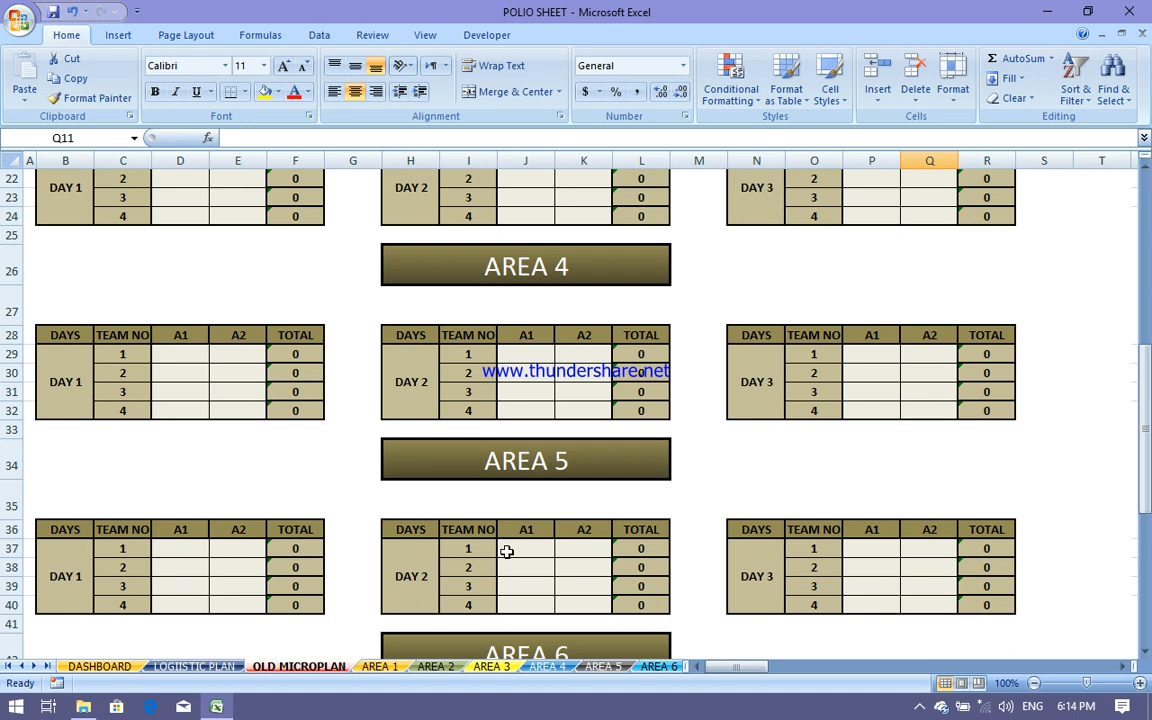 POLIO SHEET - Microsoft Excel
Home Insert Page Layout Formulas Data Review View Developer
Paste Cut Copy Format Painter Clipboard
Calibri 11 B I U A A A Font
Wrap Text Merge & Center Alignment
General $ % , Number
Conditional Formatting Format as Table Cell Styles Styles
Insert Delete Format Cells
Σ AutoSum Fill Clear Sort & Filter Find & Select Editing
Q11 fx
A B C D E F G H I J K L M N O P Q R S T
22 DAY 1 2 0 DAY 2 2 0 DAY 3 2 0
23 3 0 3 0 3 0
24 4 0 4 0 4 0
25
26 AREA 4
27
28 DAYS TEAM NO A1 A2 TOTAL DAYS TEAM NO A1 A2 TOTAL DAYS TEAM NO A1 A2 TOTAL
29 1 0 1 0 1 0
30 DAY 1 2 0 DAY 2 2 www.thundershare.net 0 DAY 3 2 0
31 3 0 3 0 3 0
32 4 0 4 0 4 0
33
34 AREA 5
35
36 DAYS TEAM NO A1 A2 TOTAL DAYS TEAM NO A1 A2 TOTAL DAYS TEAM NO A1 A2 TOTAL
37 1 0 1 0 1 0
38 DAY 1 2 0 DAY 2 2 0 DAY 3 2 0
39 3 0 3 0 3 0
40 4 0 4 0 4 0
41
AREA 6
DASHBOARD LOGIISTIC PLAN OLD MICROPLAN AREA 1 AREA 2 AREA 3 AREA 4 AREA 5 AREA 6
Ready 100%
ENG 6:14 PM